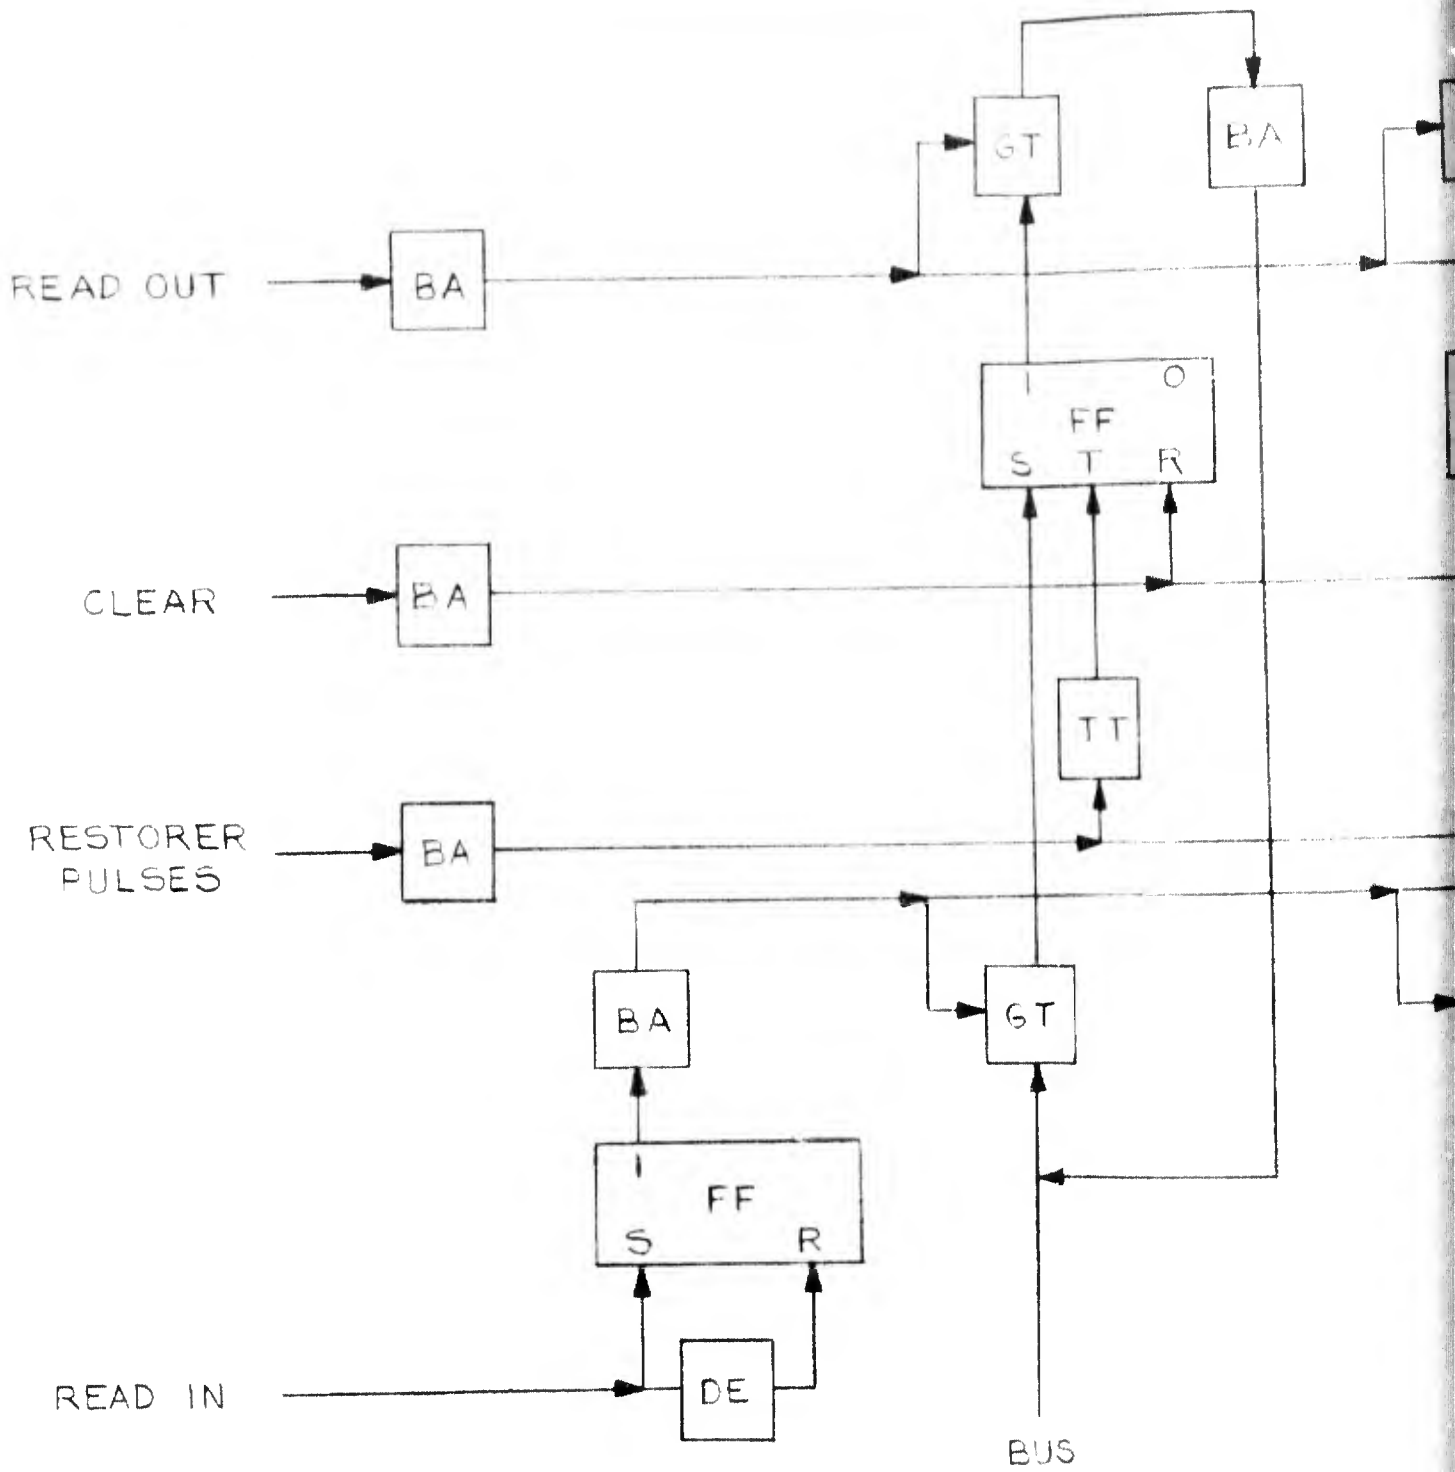 GT
BA
READ OUT
BA
1 0
FF
S T R
CLEAR
BA
TT
RESTORER
PULSES
BA
BA
GT
1
FF
S R
READ IN
DE
BUS